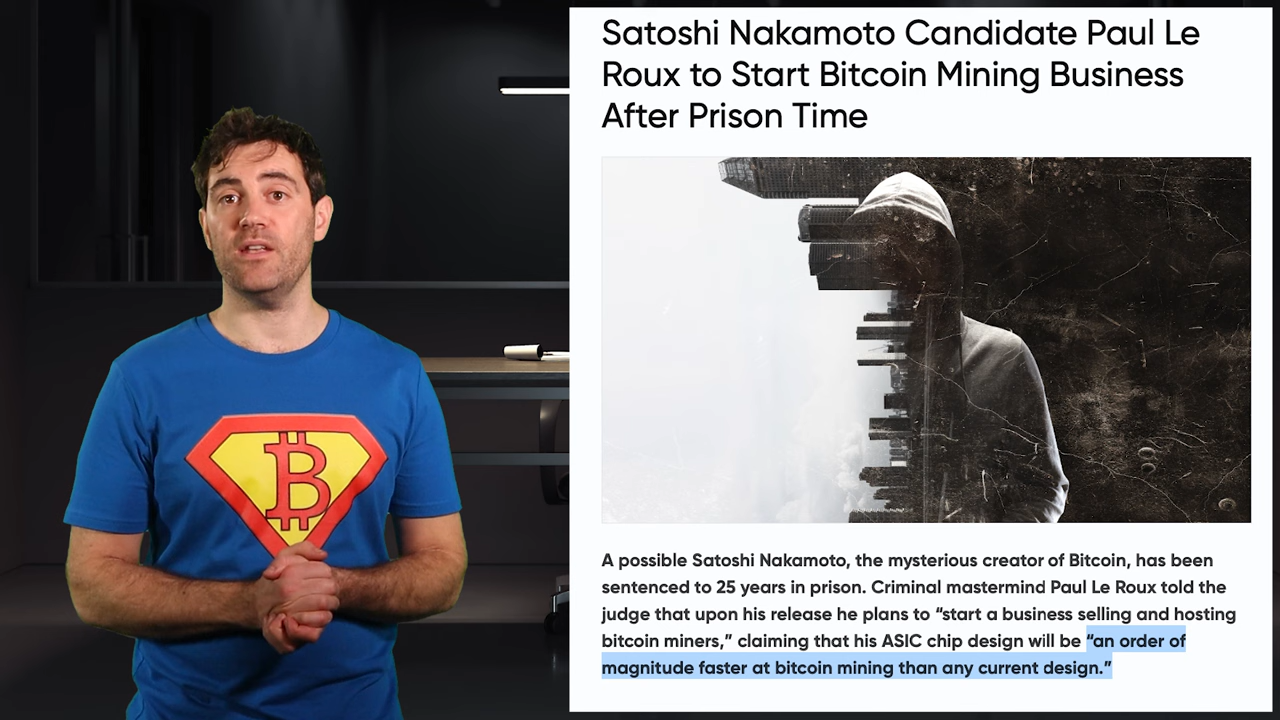 Satoshi Nakamoto Candidate Paul Le
Roux to Start Bitcoin Mining Business
After Prison Time
A possible Satoshi Nakamoto, the mysterious creator of Bitcoin, has been
sentenced to 25 years in prison. Criminal mastermind Paul Le Roux told the
judge that upon his release he plans to “start a business selling and hosting
bitcoin miners,” claiming that his ASIC chip design will be “an order of
magnitude faster at bitcoin mining than any current design.”